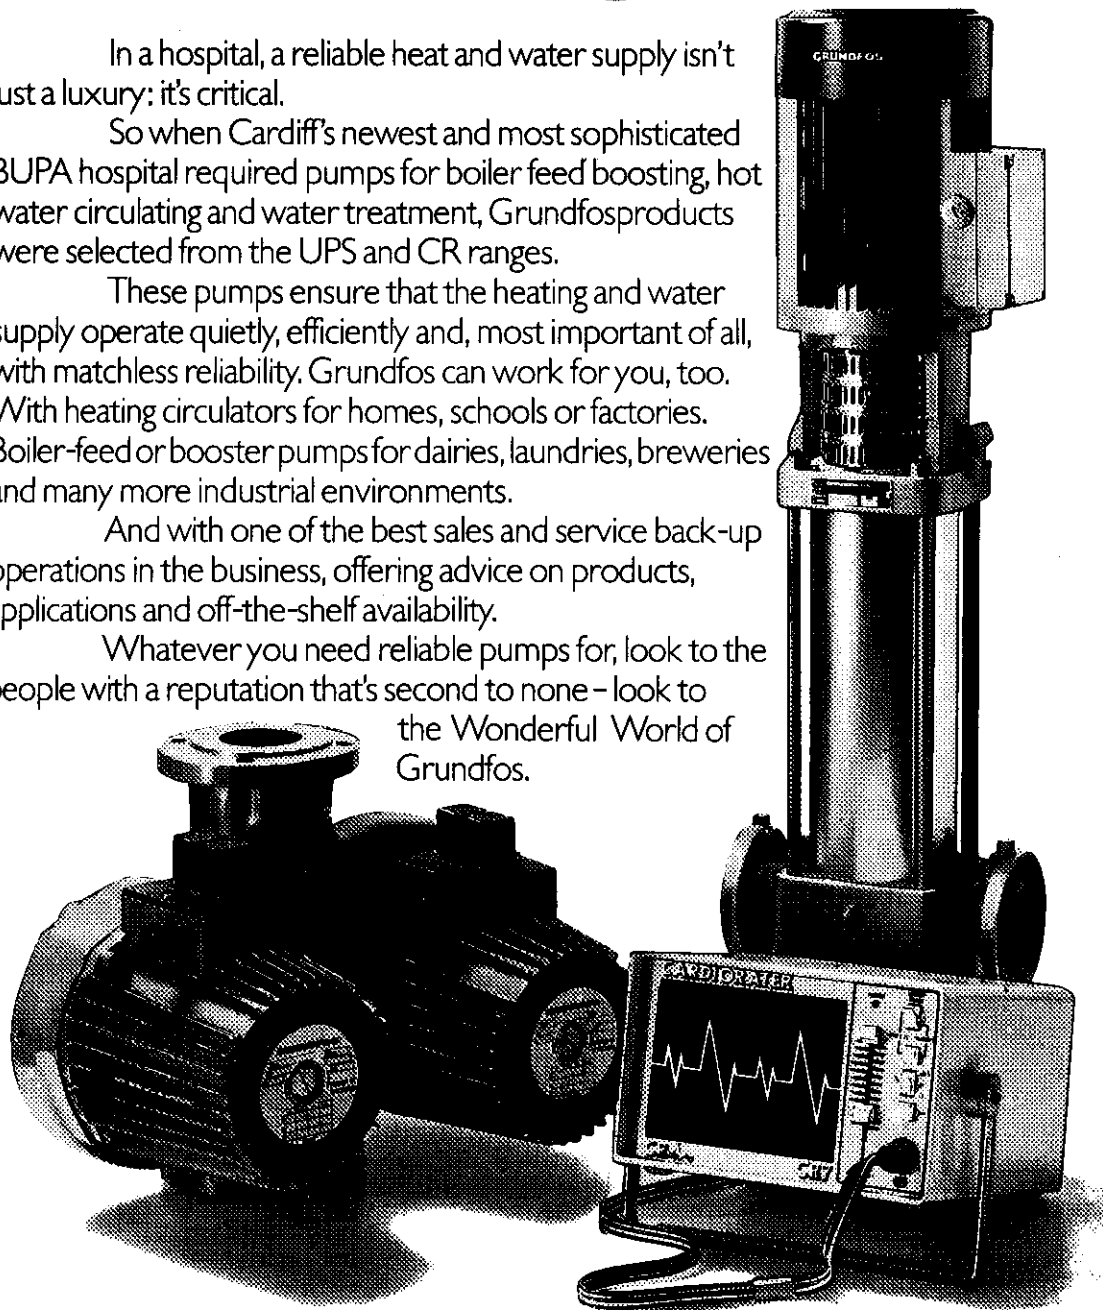 In a hospital, a reliable heat and water supply isn't
ust a luxury: it's critical.
So when Cardiff's newest and most sophisticated
BUPA hospital required pumps for boiler feed boosting, hot
water circulating and water treatment, Grundfosproducts
were selected from the UPS and CR ranges.
These pumps ensure that the heating and water
supply operate quietly, efficiently and, most important of all,
with matchless reliability. Grundfos can work for you, too.
With heating circulators for homes, schools or factories.
Boiler-feed or booster pumps for dairies, laundries, breweries
and many more industrial environments.
And with one of the best sales and service back-up
operations in the business, offering advice on products,
applications and off-the-shelf availability.
Whatever you need reliable pumps for, look to the
people with a reputation that's second to none – look to
the Wonderful World of
Grundfos.
GRUNDFOS
CARDIORATER